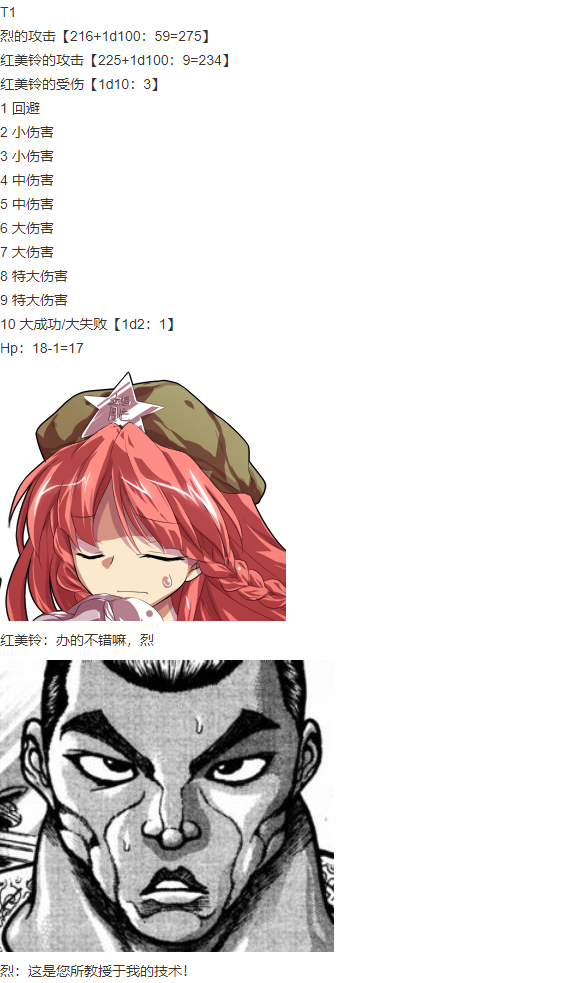 T1
烈的攻击【216+1d100：59=275】
红美铃的攻击【225+1d100：9=234】
红美铃的受伤【1d10：3】
1 回避
2 小伤害
3 小伤害
4 中伤害
5 中伤害
6 大伤害
7 大伤害
8 特大伤害
9 特大伤害
10 大成功/大失败【1d2：1】
Hp：18-1=17
龍
红美铃：办的不错嘛，烈
烈：这是您所教授于我的技术！